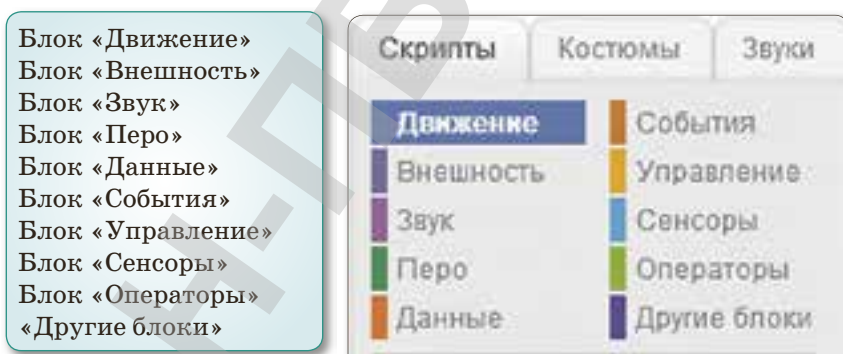 Блок «Движение»
Блок «Внешность»
Блок «Звук»
Блок «Перо»
Блок «Данные»
Блок «События»
Блок «Управление»
Блок «Сенсоры»
Блок «Операторы»
«Другие блоки»
Скрипты Костюмы Звуки
Движение События
Внешность Управление
Звук Сенсоры
Перо Операторы
Данные Другие блоки